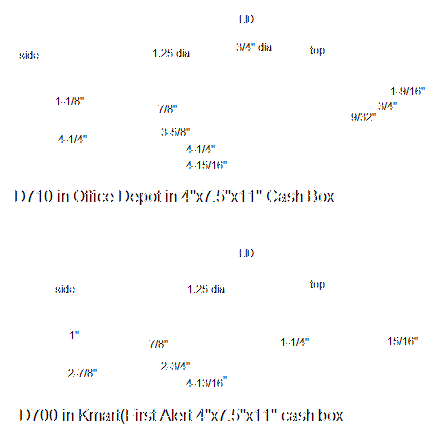 LID
3/4" dia
side
1.25 dia
top
1-9/16"
1-1/8"
7/8"
3/4"
9/32"
3-5/8"
4-1/4"
4-1/4"
4-15/16"
D710 in Office Depot in 4"x7.5"x11" Cash Box
LID
side
1.25 dia
top
1"
7/8"
1-1/4"
15/16"
2-7/8"
2-3/4"
4-13/16"
D700 in Kmart(First Alert 4"x7.5"x11" cash box